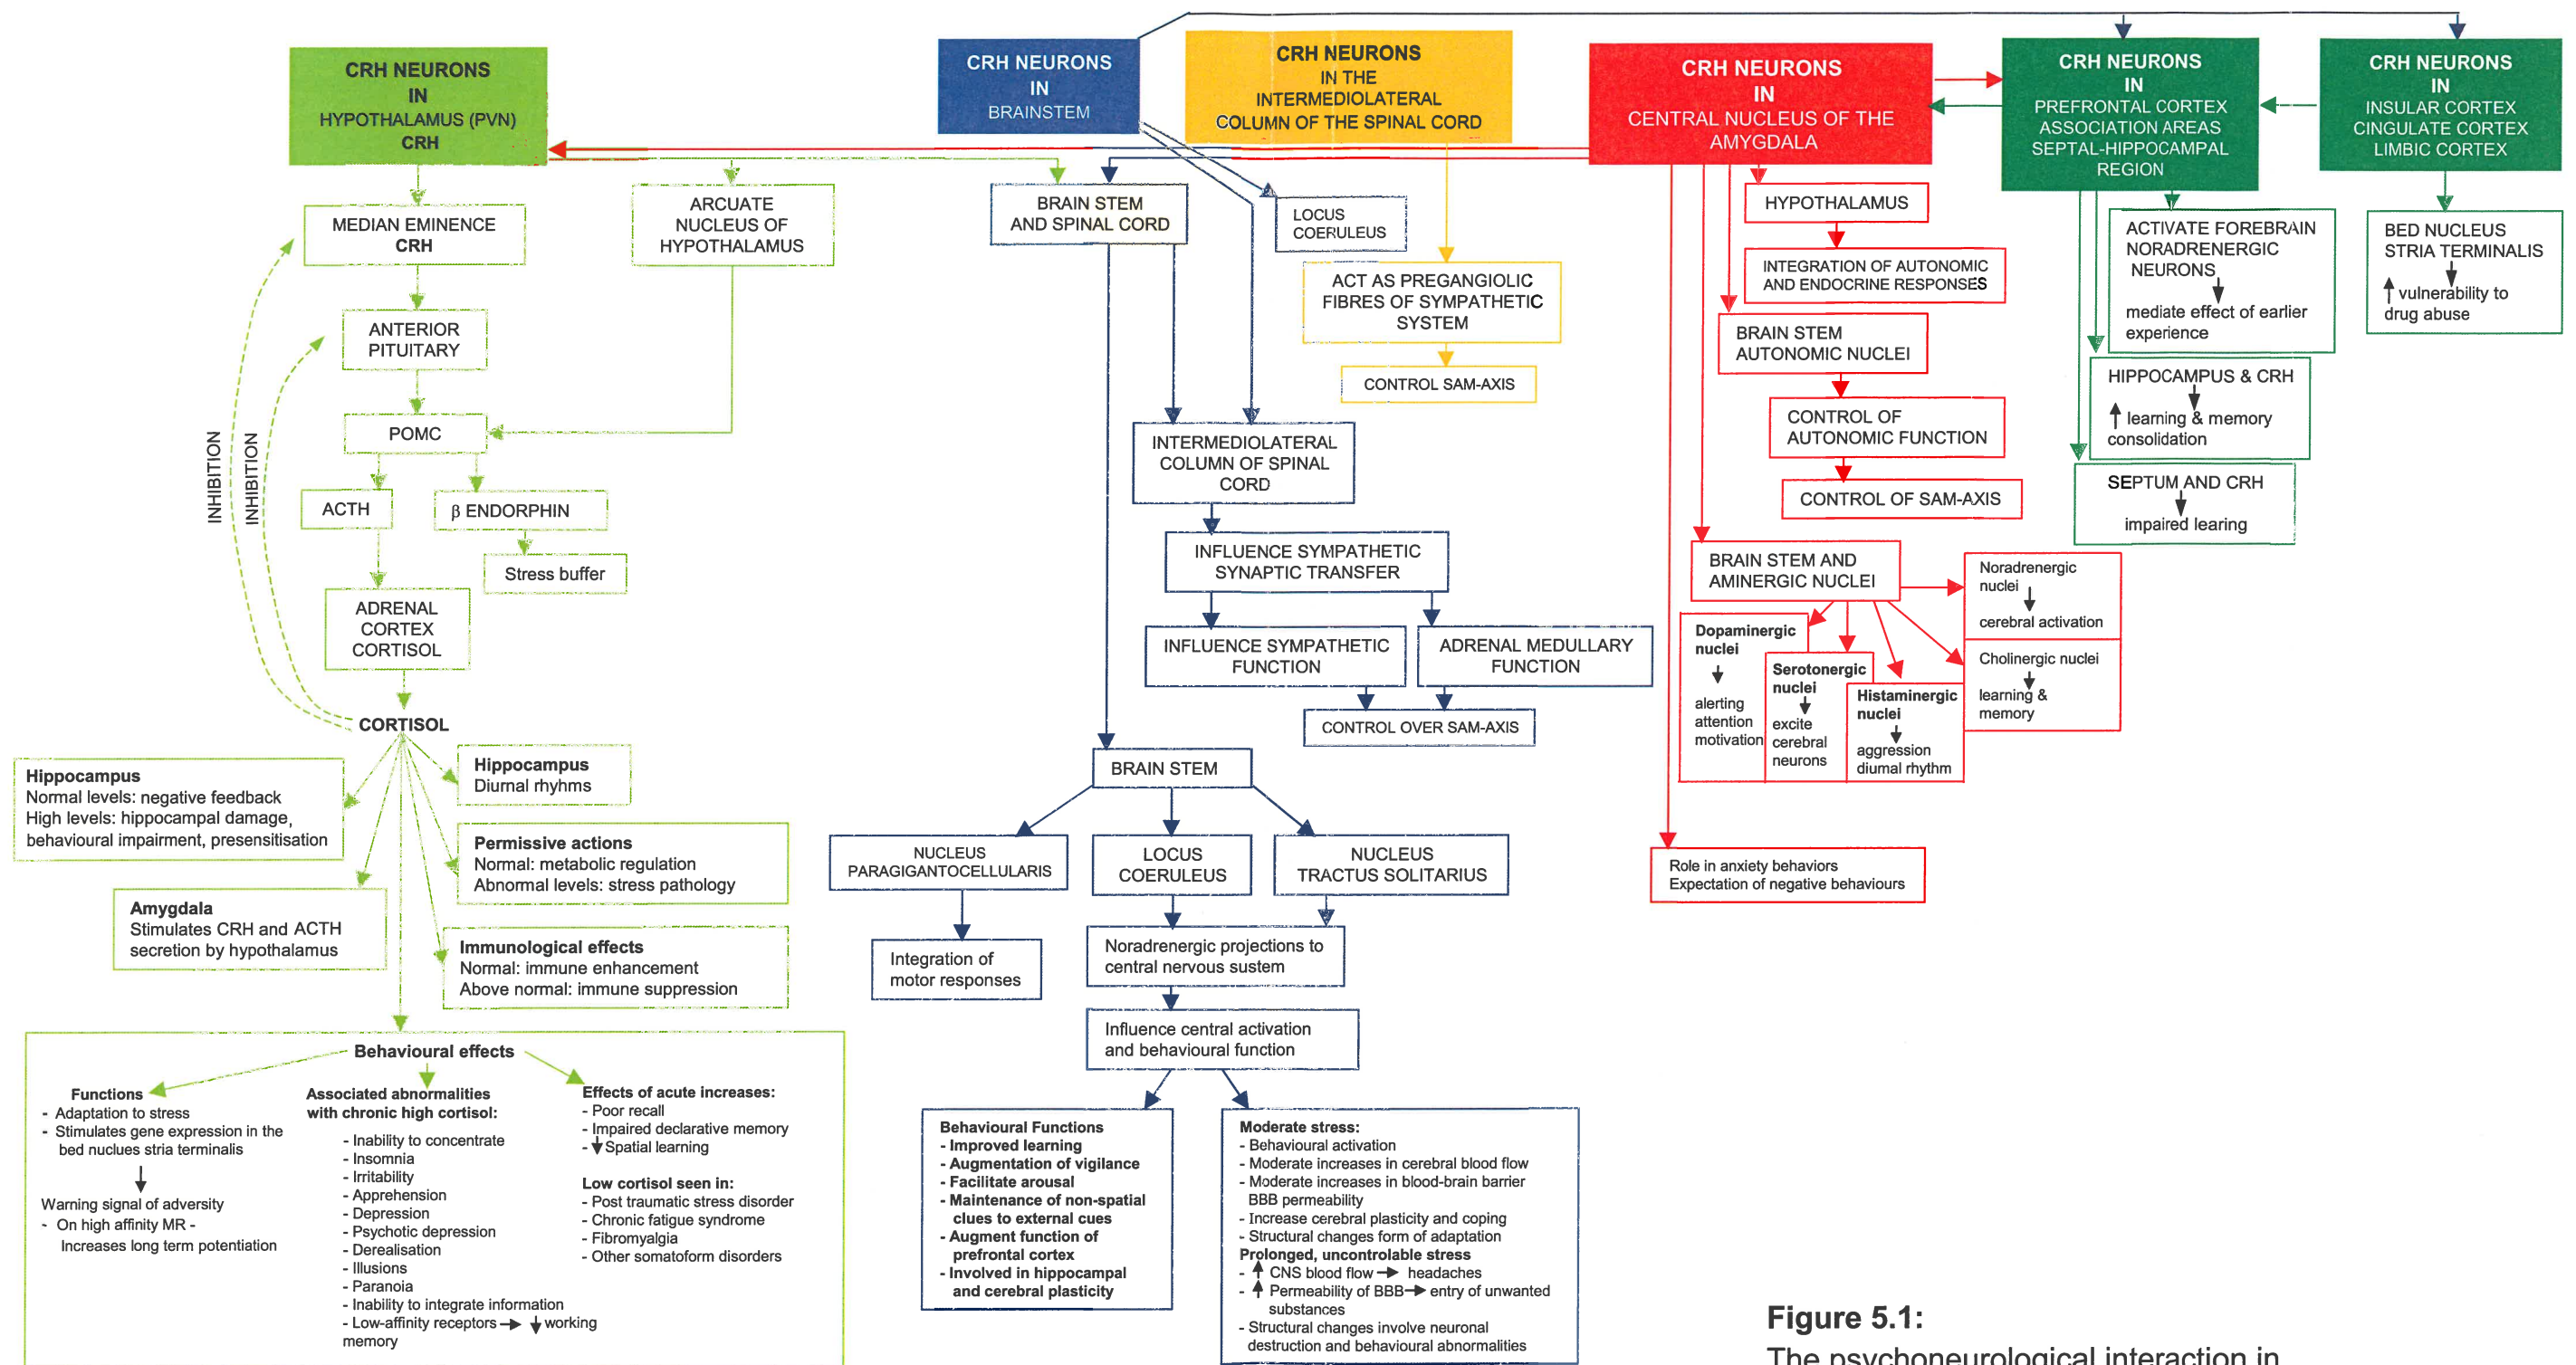 CRH NEURONS
IN
HYPOTHALAMUS (PVN)
CRH
CRH NEURONS
IN
BRAINSTEM
CRH NEURONS
IN THE
INTERMEDIOLATERAL
COLUMN OF THE SPINAL CORD
CRH NEURONS
IN
CENTRAL NUCLEUS OF THE
AMYGDALA
CRH NEURONS
IN
PREFRONTAL CORTEX
ASSOCIATION AREAS
SEPTAL-HIPPOCAMPAL
REGION
CRH NEURONS
IN
INSULAR CORTEX
CINGULATE CORTEX
LIMBIC CORTEX
MEDIAN EMINENCE
CRH
ARCUATE
NUCLEUS OF
HYPOTHALAMUS
ANTERIOR
PITUITARY
POMC
ACTH
β ENDORPHIN
Stress buffer
ADRENAL
CORTEX
CORTISOL
INHIBITION
INHIBITION
CORTISOL
Hippocampus
Normal levels: negative feedback
High levels: hippocampal damage,
behavioural impairment, presensitisation
Hippocampus
Diurnal rhyhms
Permissive actions
Normal: metabolic regulation
Abnormal levels: stress pathology
Amygdala
Stimulates CRH and ACTH
secretion by hypothalamus
Immunological effects
Normal: immune enhancement
Above normal: immune suppression
Behavioural effects
Functions
- Adaptation to stress
- Stimulates gene expression in the
bed nuclues stria terminalis
Warning signal of adversity
- On high affinity MR -
Increases long term potentiation
Associated abnormalities
with chronic high cortisol:
- Inability to concentrate
- Insomnia
- Irritability
- Apprehension
- Depression
- Psychotic depression
- Derealisation
- Illusions
- Paranoia
- Inability to integrate information
- Low-affinity receptors → ↓ working
memory
Effects of acute increases:
- Poor recall
- Impaired declarative memory
- ↓ Spatial learning
Low cortisol seen in:
- Post traumatic stress disorder
- Chronic fatigue syndrome
- Fibromyalgia
- Other somatoform disorders
BRAIN STEM
AND SPINAL CORD
LOCUS
COERULEUS
ACT AS PREGANGIOLIC
FIBRES OF SYMPATHETIC
SYSTEM
CONTROL SAM-AXIS
INTERMEDIOLATERAL
COLUMN OF SPINAL
CORD
INFLUENCE SYMPATHETIC
SYNAPTIC TRANSFER
INFLUENCE SYMPATHETIC
FUNCTION
ADRENAL MEDULLARY
FUNCTION
CONTROL OVER SAM-AXIS
BRAIN STEM
NUCLEUS
PARAGIGANTOCELLULARIS
LOCUS
COERULEUS
NUCLEUS
TRACTUS SOLITARIUS
Integration of
motor responses
Noradrenergic projections to
central nervous sustem
Influence central activation
and behavioural function
Behavioural Functions
- Improved learning
- Augmentation of vigilance
- Facilitate arousal
- Maintenance of non-spatial
clues to external cues
- Augment function of
prefrontal cortex
- Involved in hippocampal
and cerebral plasticity
Moderate stress:
- Behavioural activation
- Moderate increases in cerebral blood flow
- Moderate increases in blood-brain barrier
BBB permeability
- Increase cerebral plasticity and coping
- Structural changes form of adaptation
Prolonged, uncontrolable stress
- ↑ CNS blood flow → headaches
- ↑ Permeability of BBB → entry of unwanted
substances
- Structural changes involve neuronal
destruction and behavioural abnormalities
HYPOTHALAMUS
INTEGRATION OF AUTONOMIC
AND ENDOCRINE RESPONSES
BRAIN STEM
AUTONOMIC NUCLEI
CONTROL OF
AUTONOMIC FUNCTION
CONTROL OF SAM-AXIS
BRAIN STEM AND
AMINERGIC NUCLEI
Noradrenergic
nuclei
cerebral activation
Cholinergic nuclei
learning &
memory
Dopaminergic
nuclei
alerting
attention
motivation
Serotonergic
nuclei
excite
cerebral
neurons
Histaminergic
nuclei
aggression
diumal rhythm
Role in anxiety behaviors
Expectation of negative behaviours
ACTIVATE FOREBRAIN
NORADRENERGIC
NEURONS
mediate effect of earlier
experience
HIPPOCAMPUS & CRH
↑ learning & memory
consolidation
SEPTUM AND CRH
impaired learing
BED NUCLEUS
STRIA TERMINALIS
↑ vulnerability to
drug abuse
Figure 5.1:
The psychoneurological interaction in